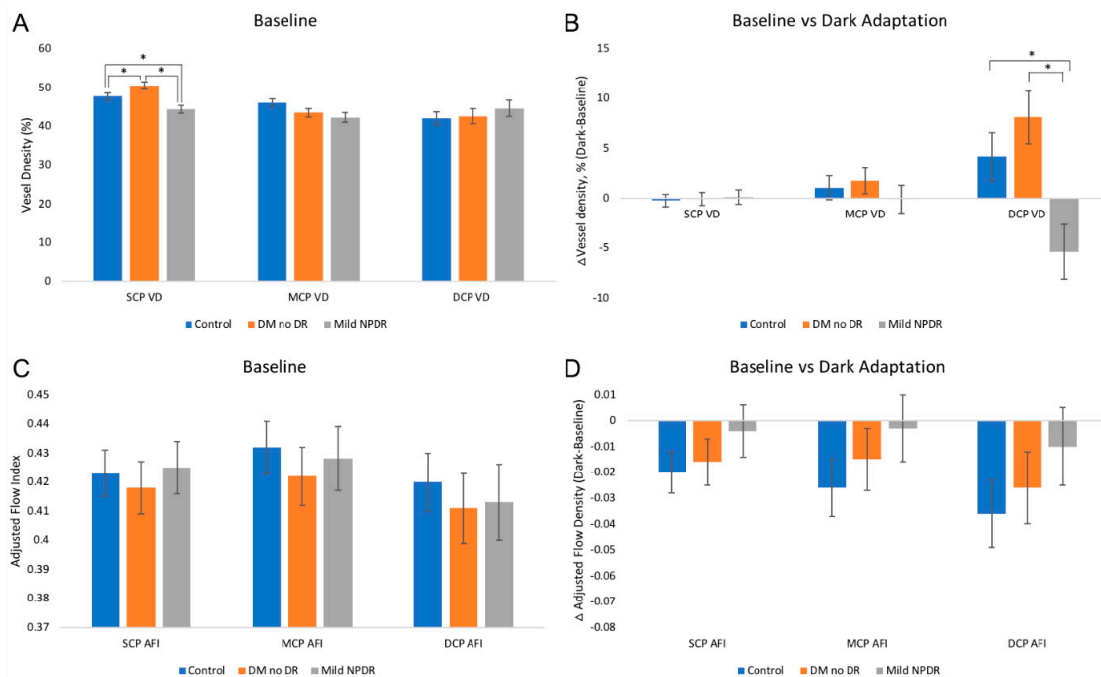 A
Baseline
Vessel Dnesity (%)
60
50
40
30
20
10
0
* * *
SCP VD MCP VD DCP VD
Control DM no DR Mild NPDR
B
Baseline vs Dark Adaptation
Δ Vessel density, % (Dark-Baseline)
15
10
5
0
-5
-10
* *
SCP VD MCP VD DCP VD
Control DM no DR Mild NPDR
C
Baseline
Adjusted Flow Index
0.45
0.44
0.43
0.42
0.41
0.4
0.39
0.38
0.37
SCP AFI MCP AFI DCP AFI
Control DM no DR Mild NPDR
D
Baseline vs Dark Adaptation
Δ Adjusted Flow Density (Dark-Baseline)
0.01
0
-0.01
-0.02
-0.03
-0.04
-0.05
-0.06
-0.07
-0.08
SCP AFI MCP AFI DCP AFI
Control DM no DR Mild NPDR